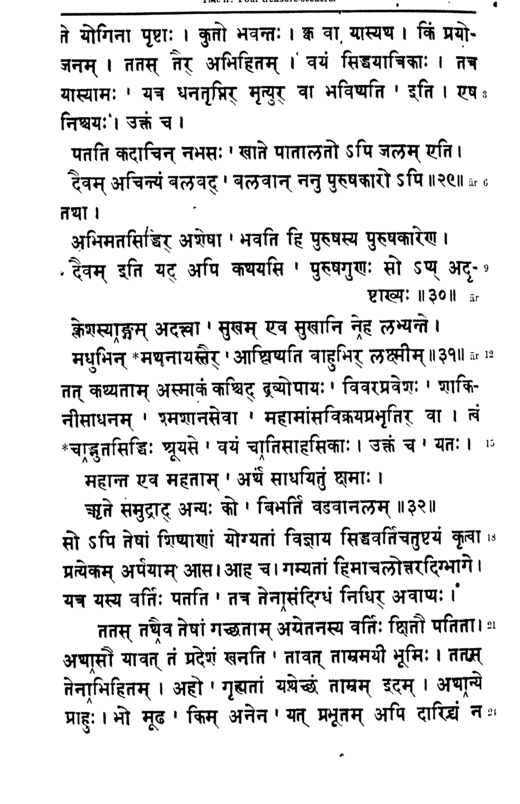 ते योगिना पृष्टाः । कुतो भवन्तः । क्व वा यास्यथ । किं प्रयो-
जनम् । ततस् तैर् अभिहितम् । वयं सिद्धयात्रिकाः । तत्र
यास्यामः ' यत्र धनतृप्तिर् मृत्युर् वा भविष्यति ' इति । एष 3
निश्चयः । उक्तं च ।
पतति कदाचिन् नभसः ' खाते पातालतो ऽपि जलम् एति ।
दैवम् अचिन्त्यं बलवद् ' बलवान् ननु पुरुषकारो ऽपि ॥२९॥ ār 6
तथा ।
अभिमतसिद्धिर् अशेषा ' भवति हि पुरुषस्य पुरुषकारेण ।
दैवम् इति यद् अपि कथयसि ' पुरुषगुणः सो ऽप्य् अदृ- 9
ष्टाख्यः ॥३०॥ ār
क्लेशस्याङ्गम् अदत्त्वा ' सुखम् एव सुखानि नेह लभ्यन्ते ।
मधुभिन् *मथनायस्तैर् ' आश्लिष्यति बाहुभिर् लक्ष्मीम् ॥३१॥ ār 12
तत् कथ्यताम् अस्माकं कश्चिद् द्रव्योपायः ' विवरप्रवेशः ' शाकि-
नीसाधनम् ' श्मशानसेवा ' महामांसविक्रयप्रभृतिर् वा । त्वं
*चाद्भुतसिद्धिः श्रूयसे ' वयं चातिसाहसिकाः । उक्तं च ' यतः । 15
महान्त एव महताम् ' अर्थं साधयितुं क्षमाः ।
ऋते समुद्राद् अन्यः को ' बिभर्ति वडवानलम् ॥३२॥
सो ऽपि तेषां शिष्याणां योग्यतां विज्ञाय सिद्धवर्तिचतुष्टयं कृत्वा 18
प्रत्येकम् अर्पयाम् आस । आह च । गम्यतां हिमाचलोत्तरदिग्भागे ।
यत्र यस्य वर्तिः पतति ' तत्र तेनासंदिग्धं निधिर् अवाप्यः ।
ततस् तथैव तेषां गच्छताम् अग्रेतनस्य वर्तिः क्षितौ पतिता । 21
अथासौ यावत् तं प्रदेशं खनति ' तावत् ताम्रमयी भूमिः । ततस्
तेनाभिहितम् । अहो । गृह्यतां यथेच्छं ताम्रम् इदम् । अथान्ये
प्राहुः । भो मूढ ' किम् अनेन ' यत् प्रभूतम् अपि दारिद्र्यं न 24